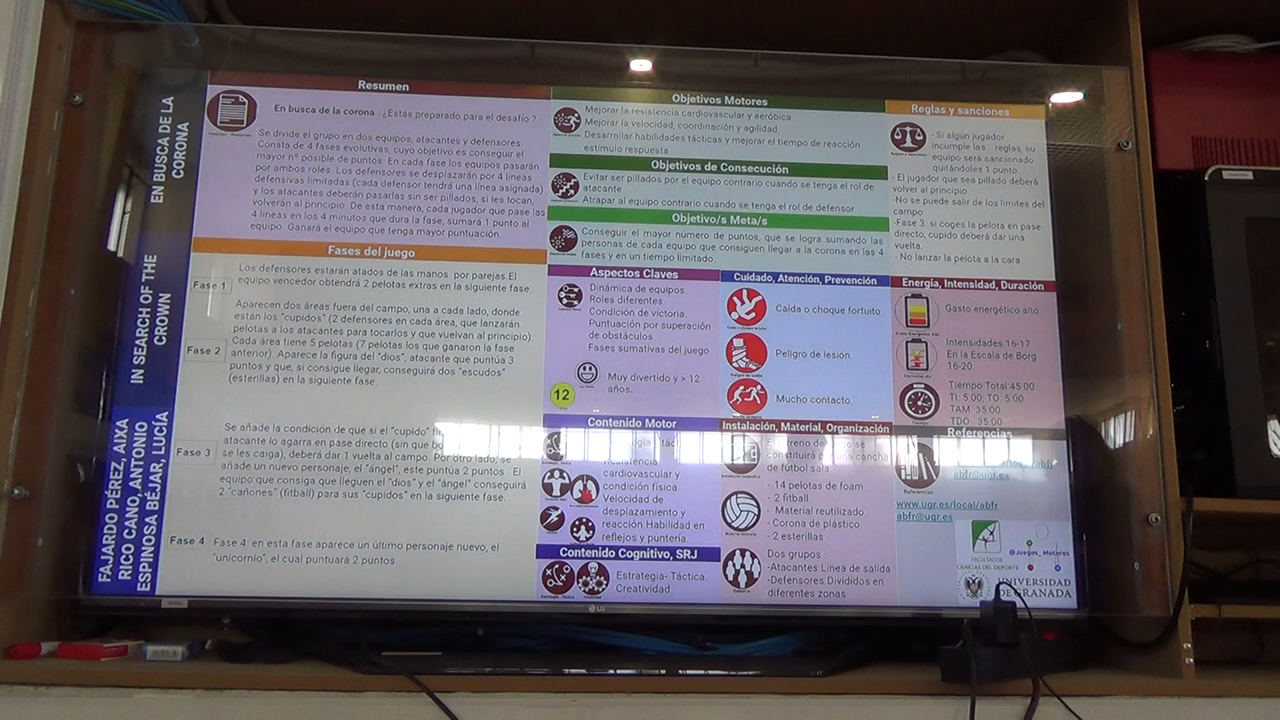 EN BUSCA DE LA
CORONA
IN SEARCH OF THE
CROWN
FAJARDO PÉREZ, AIXA
RICO CANO, ANTONIO
ESPINOSA BÉJAR, LUCÍA
Resumen
En busca de la corona - ¿Estás preparado para el desafío ?
Se divide el grupo en dos equipos, atacantes y defensores
Consta de 4 fases evolutivas, cuyo objetivo es conseguir el
mayor nº posible de puntos. En cada fase los equipos pasarán
por ambos roles. Los defensores se desplazarán por 4 líneas
defensivas limitadas (cada defensor tendrá una línea asignada)
y los atacantes deberán pasarlas sin ser pillados, si les tocan,
volverán al principio. De esta manera, cada jugador que pase las
4 líneas en los 4 minutos que dura la fase, sumará 1 punto al
equipo. Ganará el equipo que tenga mayor puntuación.
Fases del juego
Fase 1
Los defensores estarán atados de las manos por parejas El
equipo vencedor obtendrá 2 pelotas extras en la siguiente fase.
Fase 2
Aparecen dos áreas fuera del campo, una a cada lado, donde
están los "cupidos" (2 defensores en cada área, que lanzarán
pelotas a los atacantes para tocarlos y que vuelvan al principio)
Cada área tiene 5 pelotas (7 pelotas los que ganaron la fase
anterior). Aparece la figura del "dios", atacante que puntúa 3
puntos y que, si consigue llegar, conseguirá dos "escudos"
(esterillas) en la siguiente fase.
Fase 3
Se añade la condición de que si el "cupido"
atacante lo agarra en pase directo (sin que
se les caiga), deberá dar 1 vuelta al campo. Por otro lado, se
añade un nuevo personaje, el "ángel", este puntúa 2 puntos El
equipo que consiga que lleguen el "dios" y el "ángel" conseguirá
2 "cañones" (fitball) para sus "cupidos" en la siguiente fase.
Fase 4
Fase 4: en esta fase aparece un último personaje nuevo, el
"unicornio", el cual puntuará 2 puntos.
Objetivos Motores
Mejorar la resistencia cardiovascular y aeróbica
Mejorar la velocidad, coordinación y agilidad
Desarrollar habilidades tácticas y mejorar el tiempo de reacción
estímulo respuesta
Objetivos de Consecución
Evitar ser pillados por el equipo contrario cuando se tenga el rol de
atacante
Atrapar al equipo contrario cuando se tenga el rol de defensor
Objetivo/s Meta/s
Conseguir el mayor número de puntos, que se logra sumando las
personas de cada equipo que consiguen llegar a la corona en las 4
fases y en un tiempo limitado.
Aspectos Claves
Dinámica de equipos
Roles diferentes
Condición de victoria.
Puntuación por superación
de obstáculos
Fases sumativas del juego
Muy divertido y > 12
años.
12
Contenido Motor
Resistencia
cardiovascular y
condición física.
Velocidad de
desplazamiento y
reacción Habilidad en
reflejos y puntería.
Contenido Cognitivo, SRJ
Estrategia- Táctica.
Creatividad
Cuidado, Atención, Prevención
Caída o choque fortuito
Peligro de lesión.
Mucho contacto.
Instalación, Material, Organización
El terreno de juego se
constituirá una cancha
de fútbol sala
- 14 pelotas de foam
- 2 fitball.
- Material reutilizado.
- Corona de plástico
- 2 esterillas
Dos grupos
-Atacantes.Línea de salida
-Defensores.Divididos en
diferentes zonas
Reglas y sanciones
- Si algún jugador
incumple las reglas su
equipo será sancionado
quitándoles 1 punto.
- El jugador que sea pillado deberá
volver al principio
-No se puede salir de los límites del
campo
-Fase 3: si coges la pelota en pase
directo, cupido deberá dar una
vuelta.
- No lanzar la pelota a la cara
Energía, Intensidad, Duración
Gasto energético alto
Intensidades 16-17
En la Escala de Borg
16-20.
Tiempo Total 45 00
TI: 5:00; TO 5:00
TAM 35:00
TDO 35:00
Referencias
Referencias
abfr@ugr.es
www.ugr.es/local/abfr
abfr@ugr.es
FACULTAD DE
CIENCIAS DEL DEPORTE
@Juegos_Motores
UNIVERSIDAD
DE GRANADA
LG